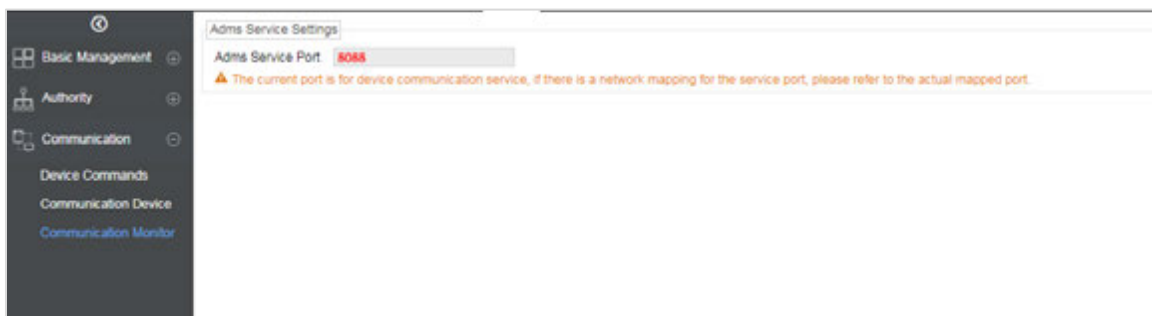 Basic Management
Authority
Communication
Device Commands
Communication Device
Communication Monitor
Adms Service Settings
Adms Service Port 8088
The current port is for device communication service, if there is a network mapping for the service port, please refer to the actual mapped port.